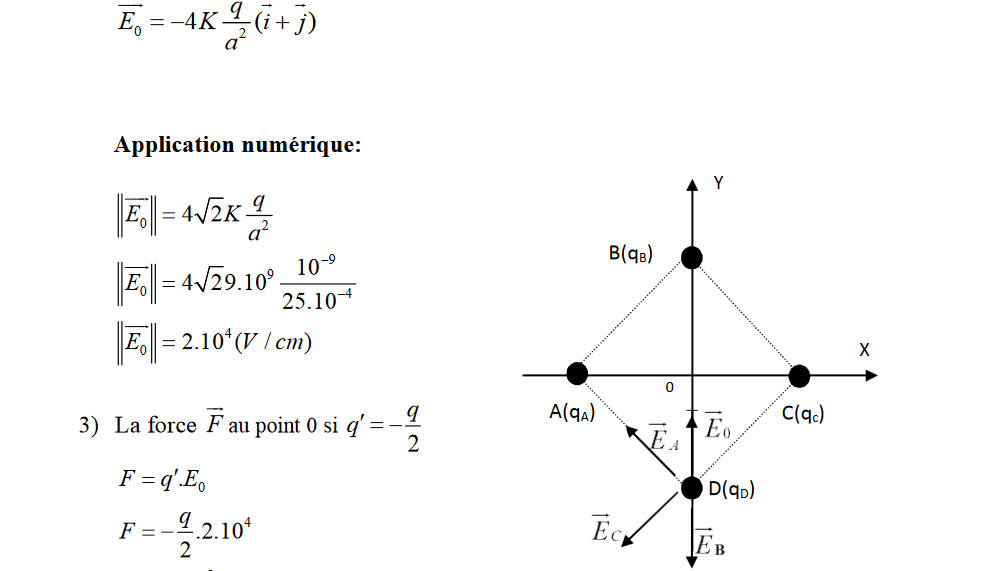 E₀ = −4K q/a² (i + j)
Application numérique:
‖E₀‖ = 4√2K q/a²
‖E₀‖ = 4√29.10⁹ 10⁻⁹/25.10⁻⁴
‖E₀‖ = 2.10⁴(V / cm)
3) La force F au point 0 si q′ = − q/2
F = q′.E₀
F = − q/2 .2.10⁴
Y
B(qB)
X
0
A(qA)
C(qc)
E A
E0
D(qD)
EC
EB